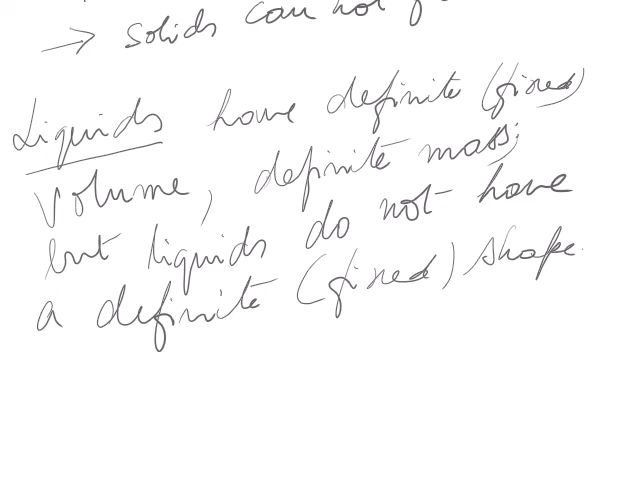 → solids can not
Liquids have definite (fixed)
volume, definite mass;
but liquids do not have
a definite (fixed) shape.